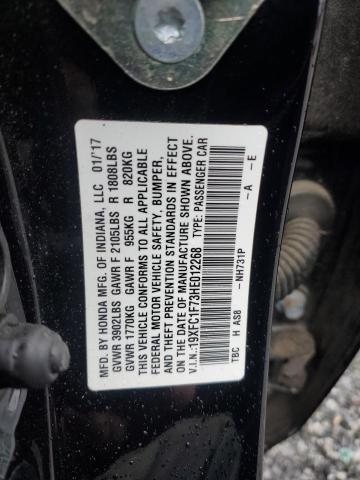 MFD. BY HONDA MFG. OF INDIANA, LLC 01/'17
GVWR 3902LBS GAWR F 2105LBS R 1808LBS
GVWR 1770KG GAWR F 955KG R 820KG
THIS VEHICLE CONFORMS TO ALL APPLICABLE
FEDERAL MOTOR VEHICLE SAFETY, BUMPER,
AND THEFT PREVENTION STANDARDS IN EFFECT
ON THE DATE OF MANUFACTURE SHOWN ABOVE.
V.I.N.:19XFC1F73HE012268 TYPE: PASSENGER CAR
TBC H AS8 -NH731P -A -E